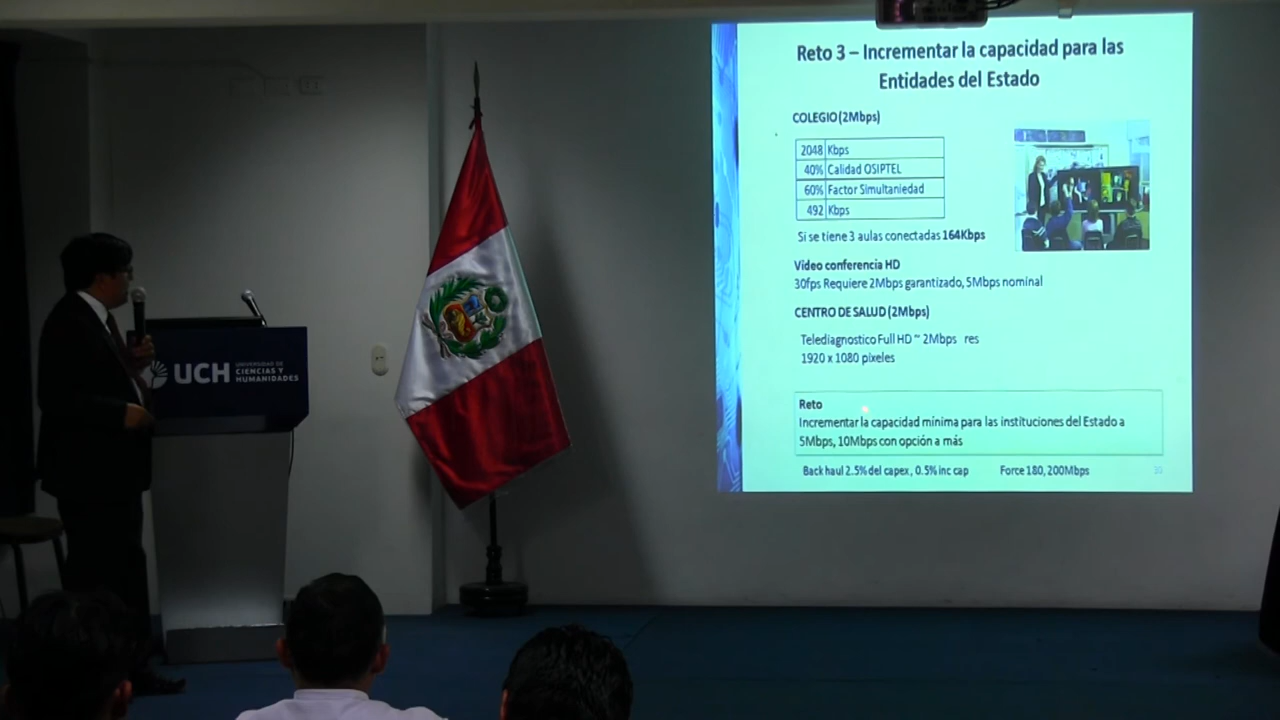 Reto 3 – Incrementar la capacidad para las
Entidades del Estado
COLEGIO (2Mbps)
2048 Kbps
40% Calidad OSIPTEL
60% Factor Simultaniedad
492 Kbps
Si se tiene 3 aulas conectadas 164Kbps
Video conferencia HD
30fps Requiere 2Mbps garantizado, 5Mbps nominal
CENTRO DE SALUD (2Mbps)
Telediagnostico Full HD ~ 2Mbps res
1920 x 1080 pixeles
Reto
Incrementar la capacidad mínima para las instituciones del Estado a
5Mbps, 10Mbps con opción a más
Back haul 2.5% del capex, 0.5% inc cap Force 180, 200Mbps
UCH
UNIVERSIDAD DE
CIENCIAS Y
HUMANIDADES